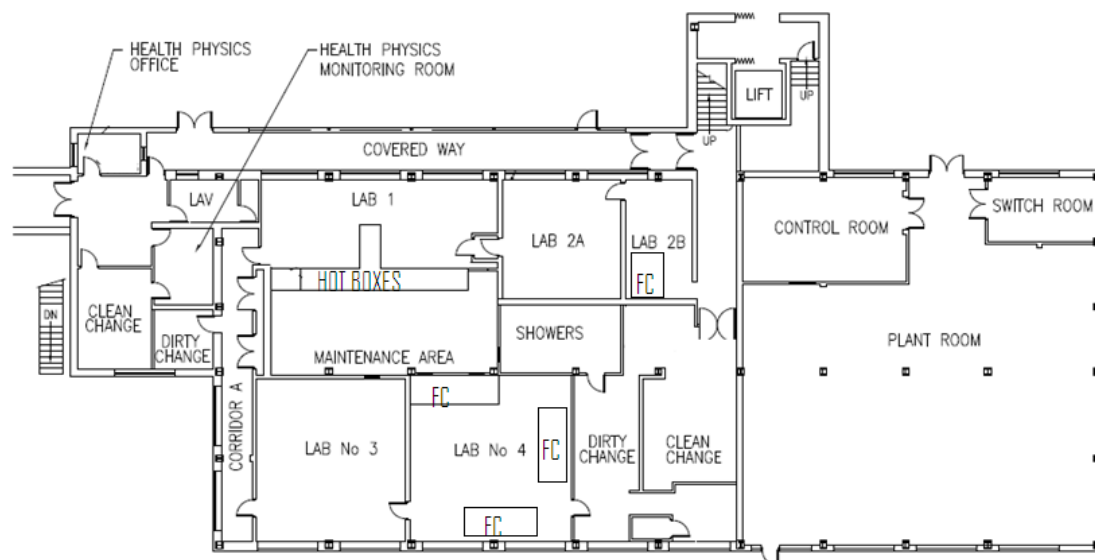 HEALTH PHYSICS
OFFICE
HEALTH PHYSICS
MONITORING ROOM
LIFT
UP
UP
COVERED WAY
LAV
LAB 1
LAB 2A
LAB 2B
CONTROL ROOM
SWITCH ROOM
HOT BOXES
FC
DN
CLEAN
CHANGE
DIRTY
CHANGE
SHOWERS
MAINTENANCE AREA
PLANT ROOM
CORRIDOR A
FC
LAB No 3
LAB No 4
FC
DIRTY
CHANGE
CLEAN
CHANGE
FC